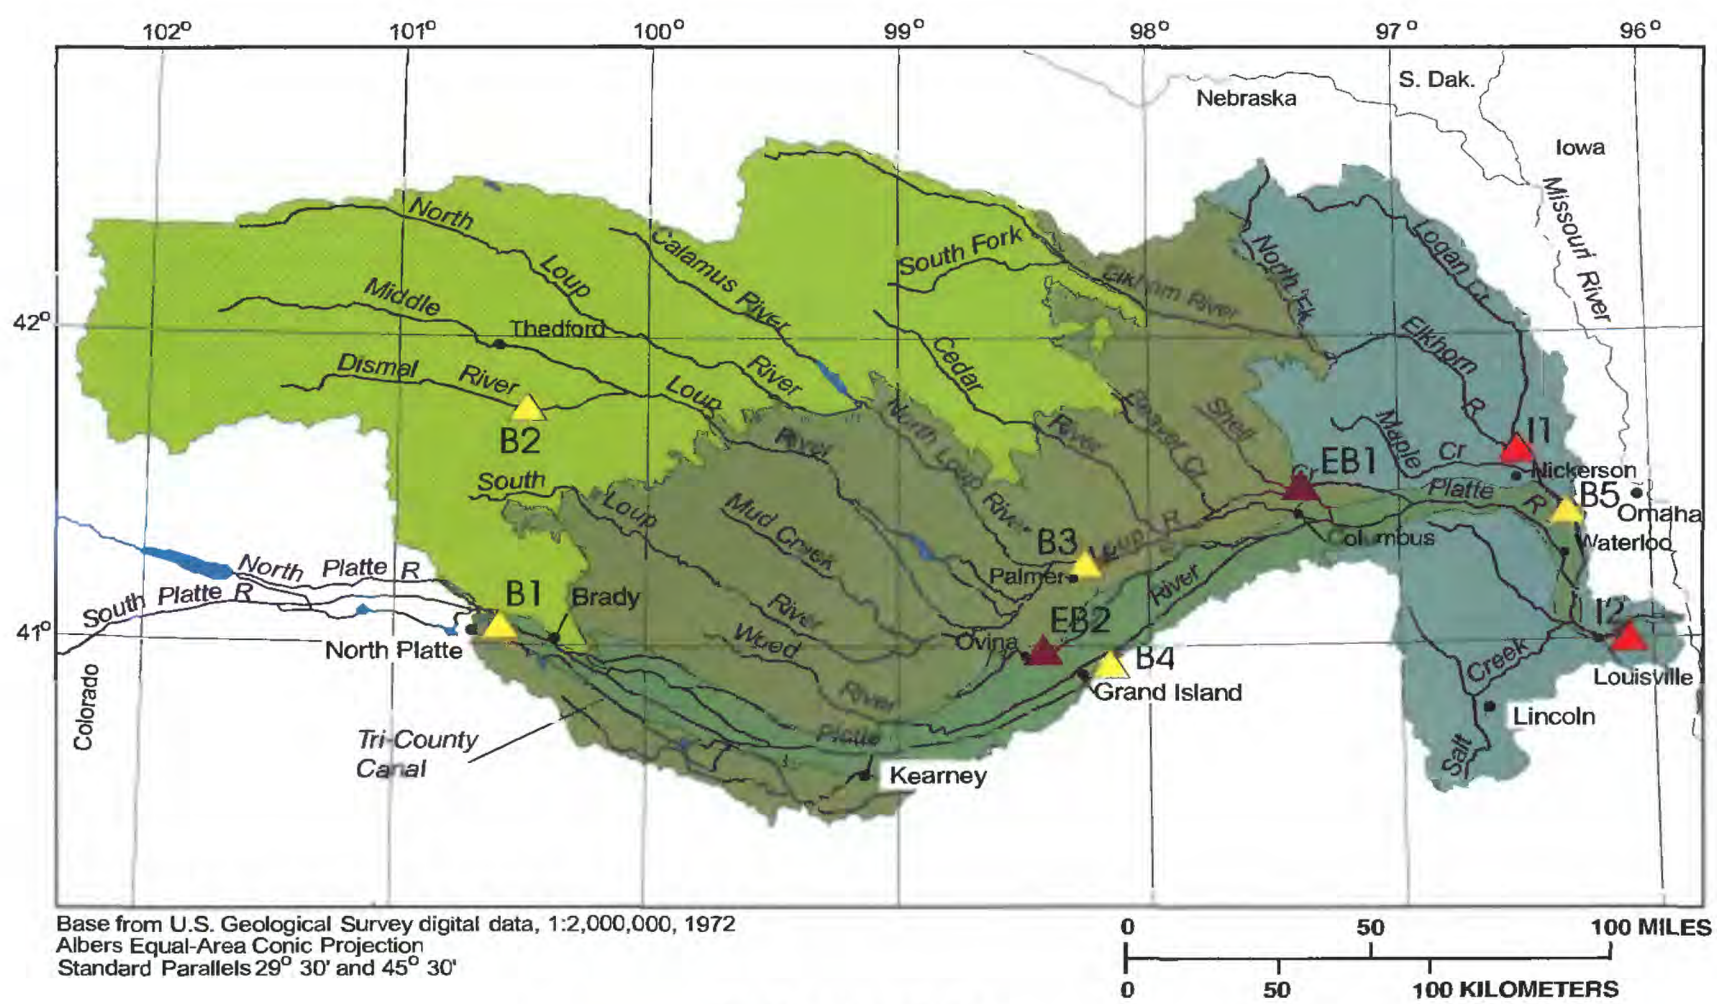 102° 101° 100° 99° 98° 97° 96°
S. Dak.
Nebraska
Iowa
Missouri River
North
Loup
River
Calamus River
South Fork
Elkhorn River
North Elk
Logan Cr
42°
Middle
Thedford
Loup
River
Dismal River
B2
Cedar
River
Elkhorn
R
North Loup River
Beaver Cr
Shell
Cr
Maple
Cr
I1
Nickerson
EB1
Platte
R
B5
Omaha
South
Loup
River
Mud Creek
B3
Loup R
Columbus
Waterloo
Palmer
North Platte R
South Platte R
B1
Brady
41°
North Platte
Wood
River
Ovina
EB2
River
B4
Grand Island
I2
Louisville
Creek
Lincoln
Salt
Colorado
Tri-County
Canal
Platte
Kearney
Base from U.S. Geological Survey digital data, 1:2,000,000, 1972
Albers Equal-Area Conic Projection
Standard Parallels 29° 30' and 45° 30'
0 50 100 MILES
0 50 100 KILOMETERS